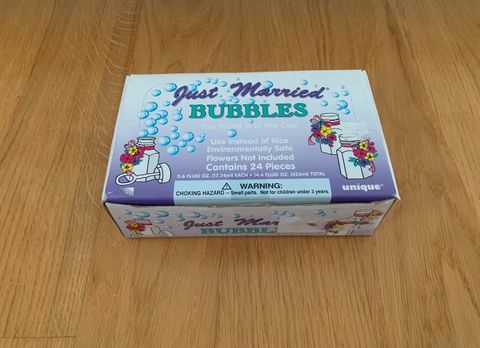 Just Married
BUBBLES
The Wand is in the Cap
Use Instead of Rice
Environmentally Safe
Flowers Not Included
Contains 24 Pieces
0.6 FLUID OZ. (17.74ml) EACH • 14.4 FLUID OZ. (425ml) TOTAL
unique
WARNING:
CHOKING HAZARD -- Small parts. Not for children under 3 years.
Just Mar
BUBBL